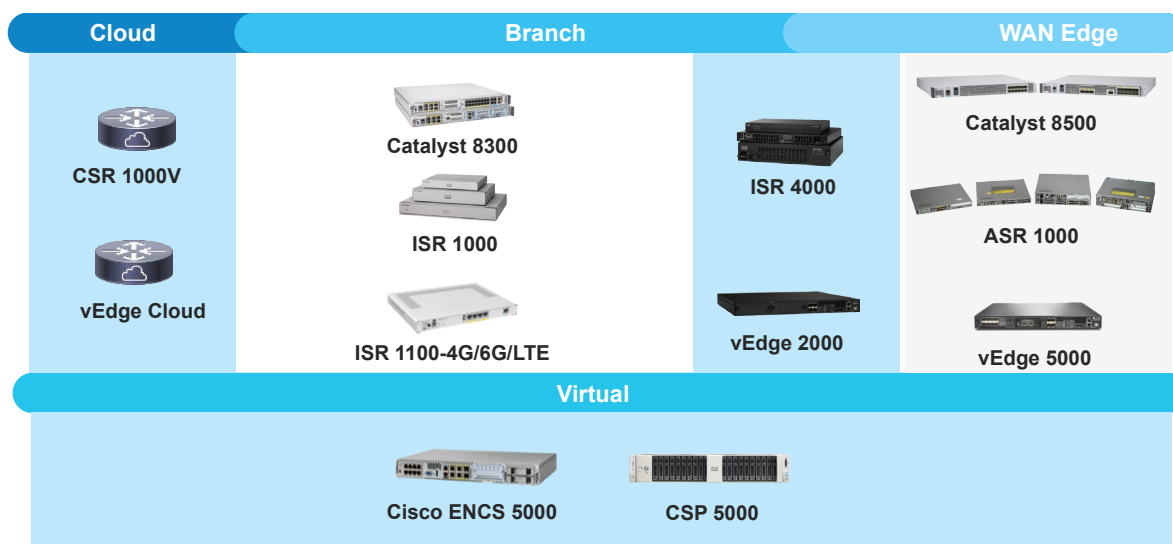 Cloud
Branch
WAN Edge
CSR 1000V
vEdge Cloud
Catalyst 8300
ISR 1000
ISR 1100-4G/6G/LTE
ISR 4000
vEdge 2000
Catalyst 8500
ASR 1000
vEdge 5000
Virtual
Cisco ENCS 5000
CSP 5000